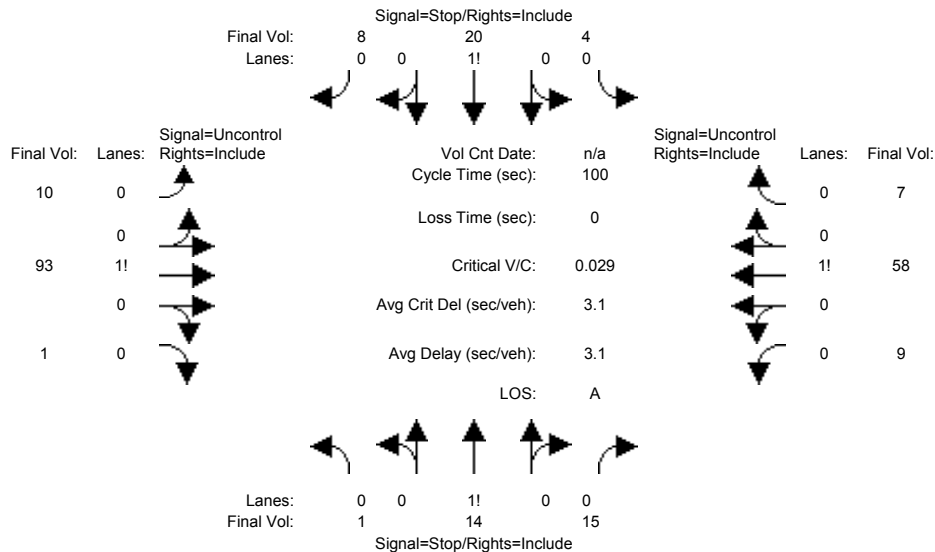 Signal=Stop/Rights=Include
Final Vol: 8 20 4
Lanes: 0 0 1! 0 0
Signal=Uncontrol
Final Vol: Lanes: Rights=Include
Vol Cnt Date: n/a
Signal=Uncontrol
Rights=Include Lanes: Final Vol:
Cycle Time (sec): 100
10 0
0 7
Loss Time (sec): 0
0
0
93 1!
Critical V/C: 0.029
1! 58
0
Avg Crit Del (sec/veh): 3.1
0
1 0
Avg Delay (sec/veh): 3.1
0 9
LOS: A
Lanes: 0 0 1! 0 0
Final Vol: 1 14 15
Signal=Stop/Rights=Include